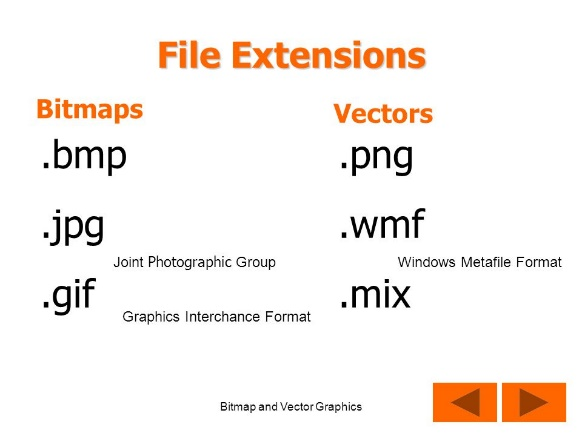 File Extensions
Bitmaps
.bmp
.jpg
Joint Photographic Group
.gif
Graphics Interchance Format
Vectors
.png
.wmf
Windows Metafile Format
.mix
Bitmap and Vector Graphics